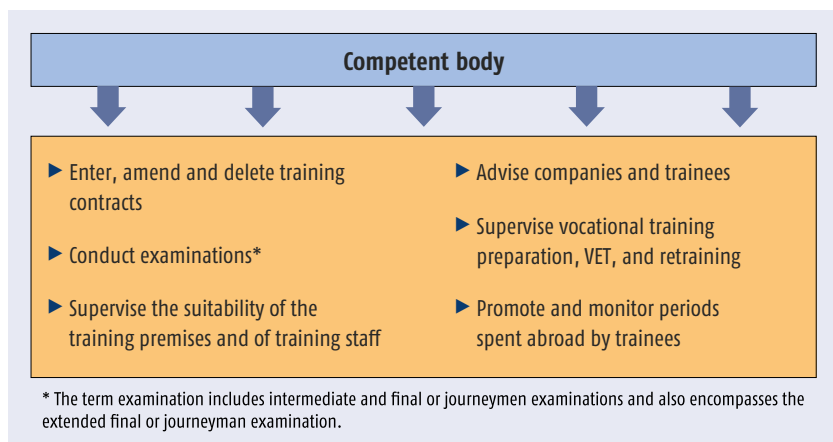 Competent body
▶ Enter, amend and delete training
contracts
▶ Conduct examinations*
▶ Supervise the suitability of the
training premises and of training staff
▶ Advise companies and trainees
▶ Supervise vocational training
preparation, VET, and retraining
▶ Promote and monitor periods
spent abroad by trainees
* The term examination includes intermediate and final or journeymen examinations and also encompasses the
extended final or journeyman examination.